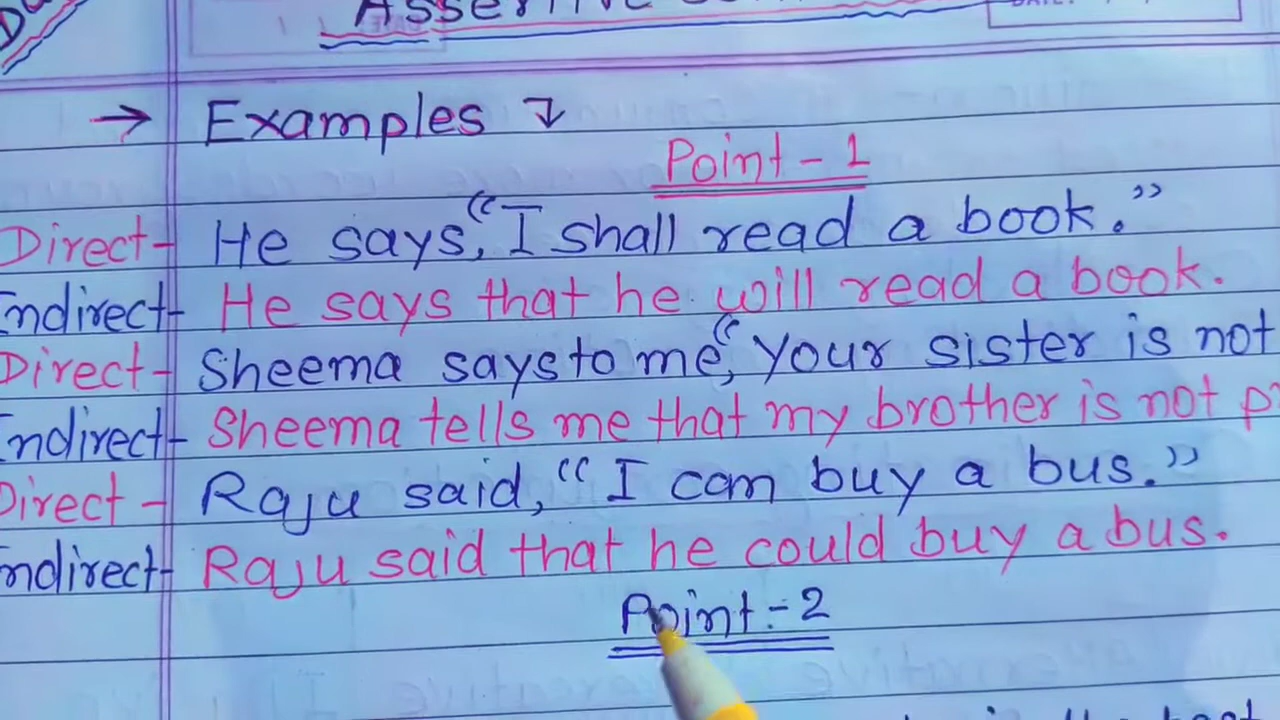 Assertive
→ Examples ↴
Point - 1
Direct- He says, "I shall read a book."
Indirect- He says that he will read a book.
Direct- Sheema says to me, "your sister is not
Indirect- Sheema tells me that my brother is not
Direct - Raju said, "I can buy a bus."
Indirect- Raju said that he could buy a bus.
Point :- 2